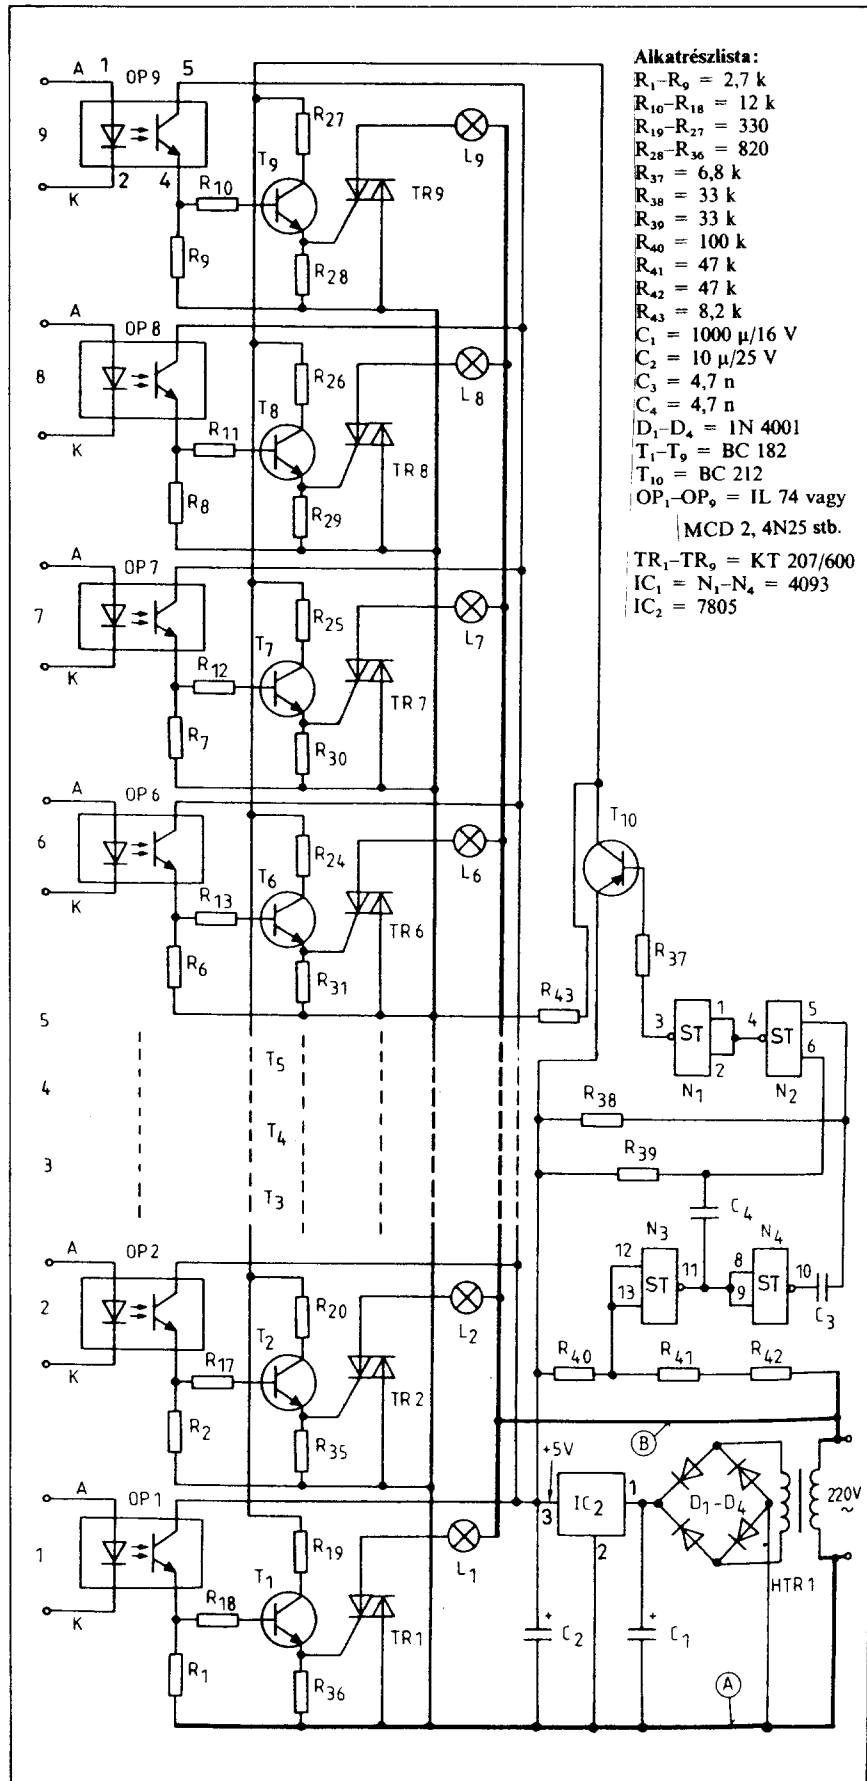 Alkatrészlista:
R₁–R₉ = 2,7 k
R₁₀–R₁₈ = 12 k
R₁₉–R₂₇ = 330
R₂₈–R₃₆ = 820
R₃₇ = 6,8 k
R₃₈ = 33 k
R₃₉ = 33 k
R₄₀ = 100 k
R₄₁ = 47 k
R₄₂ = 47 k
R₄₃ = 8,2 k
C₁ = 1000 μ/16 V
C₂ = 10 μ/25 V
C₃ = 4,7 n
C₄ = 4,7 n
D₁–D₄ = 1N 4001
T₁–T₉ = BC 182
T₁₀ = BC 212
OP₁–OP₉ = IL 74 vagy
MCD 2, 4N25 stb.
TR₁–TR₉ = KT 207/600
IC₁ = N₁–N₄ = 4093
IC₂ = 7805
A 1 OP9 5
9
K 2 4
R₁₀
R₉
T₉
R₂₇
R₂₈
TR9
L₉
A OP8
8
K
R₁₁
R₈
T₈
R₂₆
R₂₉
TR8
L₈
A OP7
7
K
R₁₂
R₇
T₇
R₂₅
R₃₀
TR7
L₇
A OP6
6
K
R₁₃
R₆
T₆
R₂₄
R₃₁
TR6
L₆
T₁₀
R₃₇
R₄₃
5
4
3
T₅
T₄
T₃
3 ST 1
2
N₁
4 ST 5
6
N₂
R₃₈
R₃₉
C₄
N₃
12
13 ST 11
N₄
8
9 ST 10
C₃
R₄₀
R₄₁
R₄₂
A OP2
2
K
R₁₇
R₂
T₂
R₂₀
R₃₅
TR2
L₂
B
A OP1
1
K
R₁₈
R₁
T₁
R₁₉
R₃₆
TR1
L₁
+5V
3 IC₂ 1
2
D₁–D₄
220V
~
HTR1
+ C₂
+ C₁
A